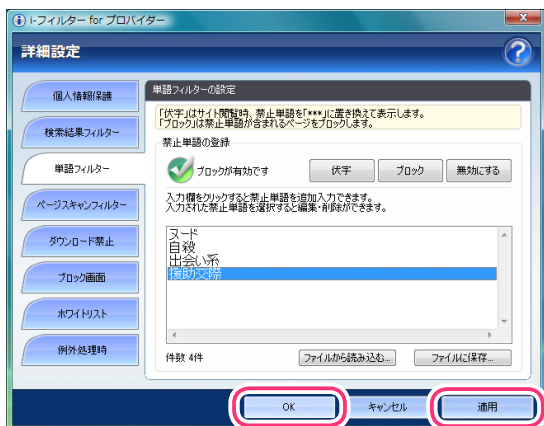 i-フィルター for プロバイダー
詳細設定
個人情報保護
検索結果フィルター
単語フィルター
ページスキャンフィルター
ダウンロード禁止
ブロック画面
ホワイトリスト
例外処理時
単語フィルターの設定
「伏字」はサイト閲覧時、禁止単語を「***」に置き換えて表示します。
「ブロック」は禁止単語が含まれるページをブロックします。
禁止単語の登録
ブロックが有効です
伏字
ブロック
無効にする
入力欄をクリックすると禁止単語を追加入力できます。
入力された禁止単語を選択すると編集・削除ができます。
ヌード
自殺
出会い系
援助交際
件数 4件
ファイルから読み込む...
ファイルに保存...
OK
キャンセル
適用